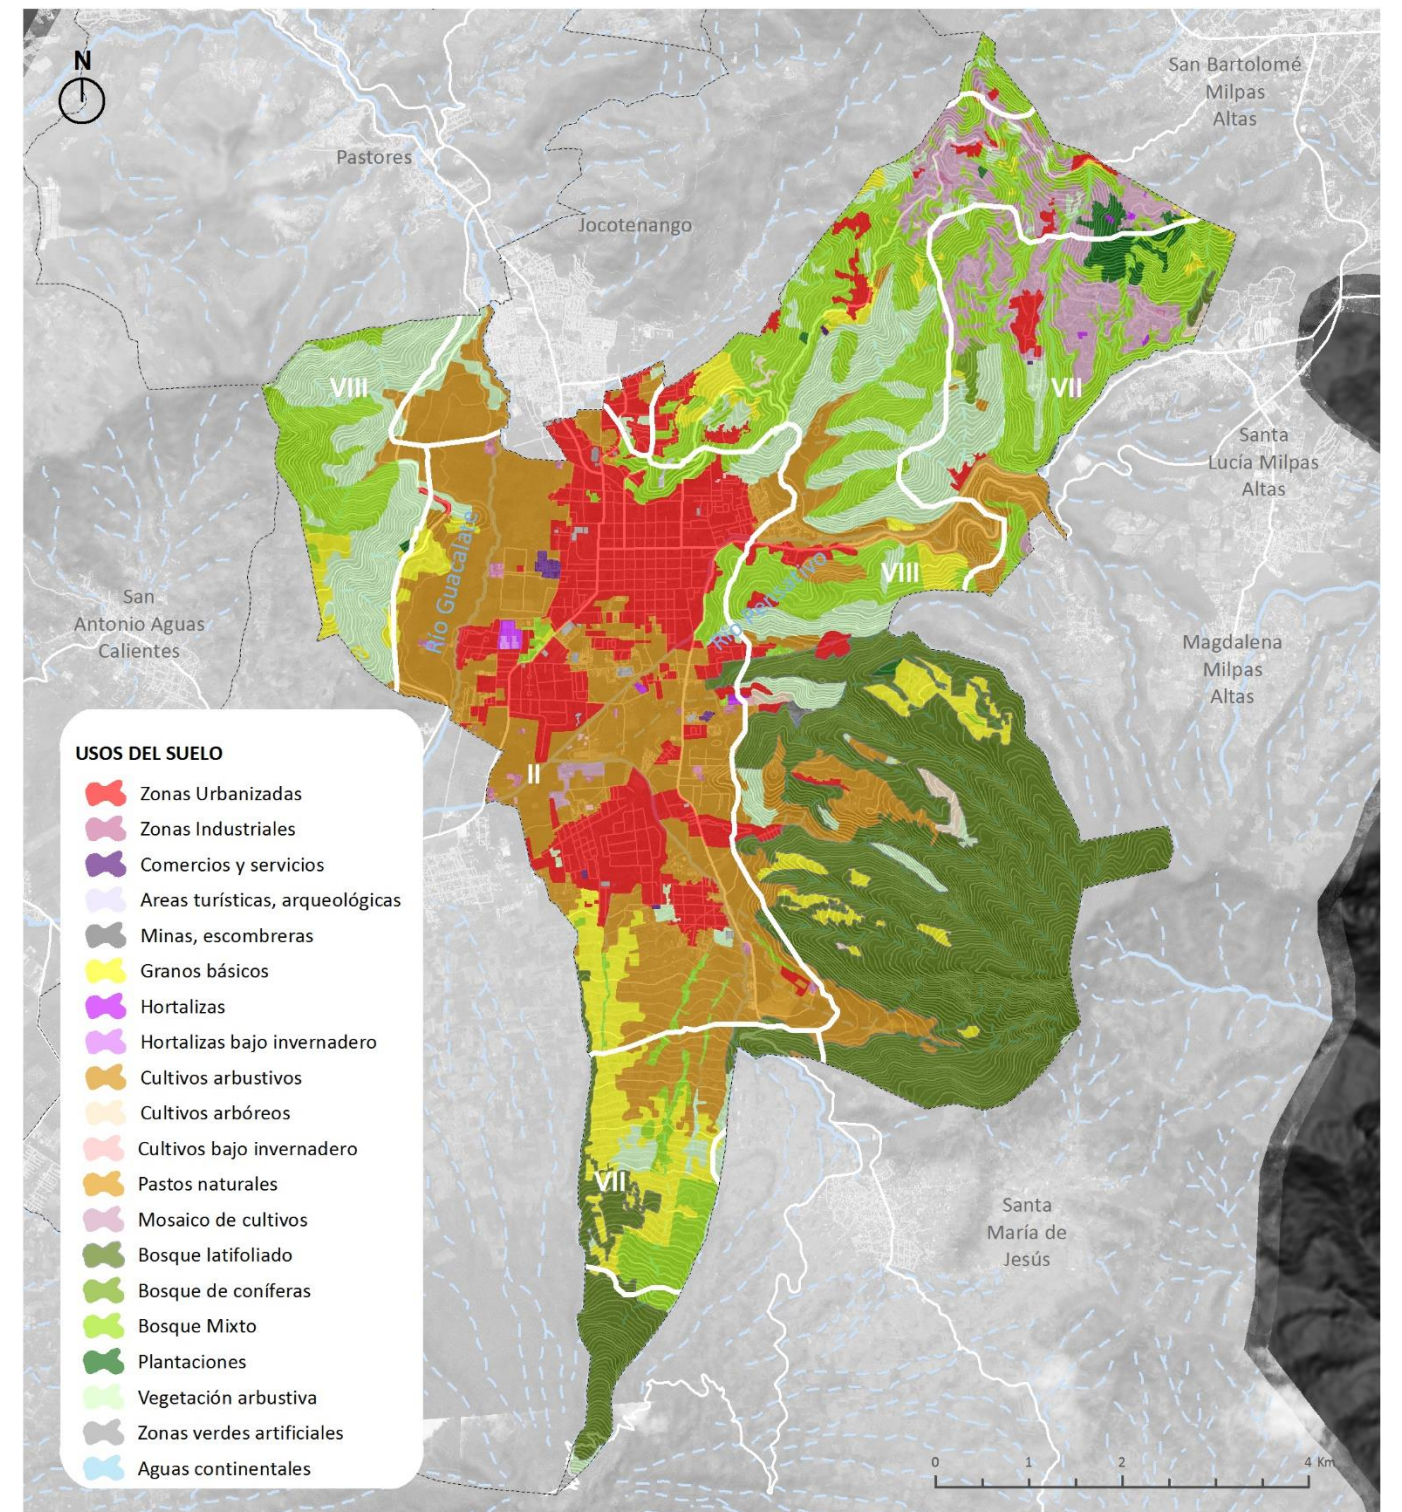 N
San Bartolomé
Milpas
Altas
Pastores
Jocotenango
VIII
VII
Santa
Lucía Milpas
Altas
Río Guacalate
Río Pensativo
VIII
San
Antonio Aguas
Calientes
Magdalena
Milpas
Altas
II
VII
Santa
María de
Jesús
USOS DEL SUELO
Zonas Urbanizadas
Zonas Industriales
Comercios y servicios
Areas turísticas, arqueológicas
Minas, escombreras
Granos básicos
Hortalizas
Hortalizas bajo invernadero
Cultivos arbustivos
Cultivos arbóreos
Cultivos bajo invernadero
Pastos naturales
Mosaico de cultivos
Bosque latifoliado
Bosque de coníferas
Bosque Mixto
Plantaciones
Vegetación arbustiva
Zonas verdes artificiales
Aguas continentales
0 1 2 4 Km